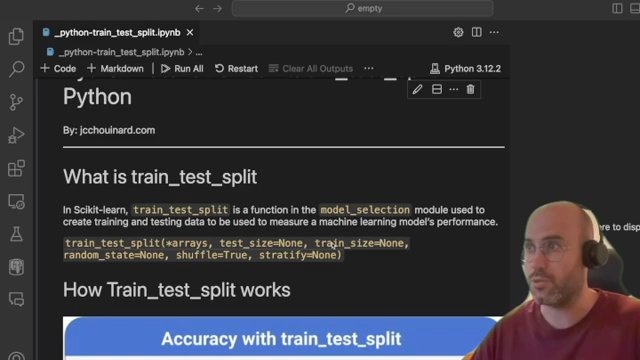 empty
_python-train_test_split.ipynb
_python-train_test_split.ipynb > ...
+ Code + Markdown Run All Restart Clear All Outputs ... Python 3.12.2
Python
By: jcchouinard.com
What is train_test_split
In Scikit-learn, train_test_split is a function in the model_selection module used to
create training and testing data to be used to measure a machine learning model's performance.
train_test_split(*arrays, test_size=None, train_size=None,
random_state=None, shuffle=True, stratify=None)
How Train_test_split works
Accuracy with train_test_split